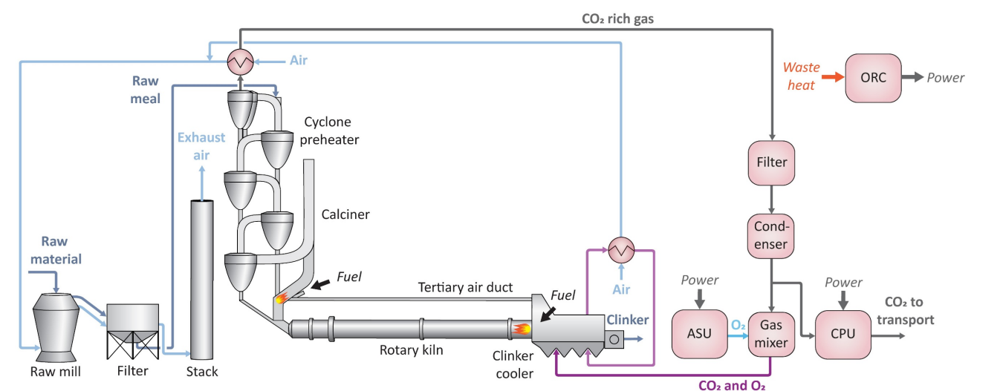 CO₂ rich gas
Air
Waste
heat
ORC
Power
Raw
meal
Cyclone
preheater
Exhaust
air
Filter
Calciner
Cond-
enser
Raw
material
Fuel
Air
Tertiary air duct
Fuel
Power
Power
CO₂ to
transport
Clinker
ASU
O₂
Gas
mixer
CPU
Rotary kiln
Clinker
cooler
Raw mill
Filter
Stack
CO₂ and O₂